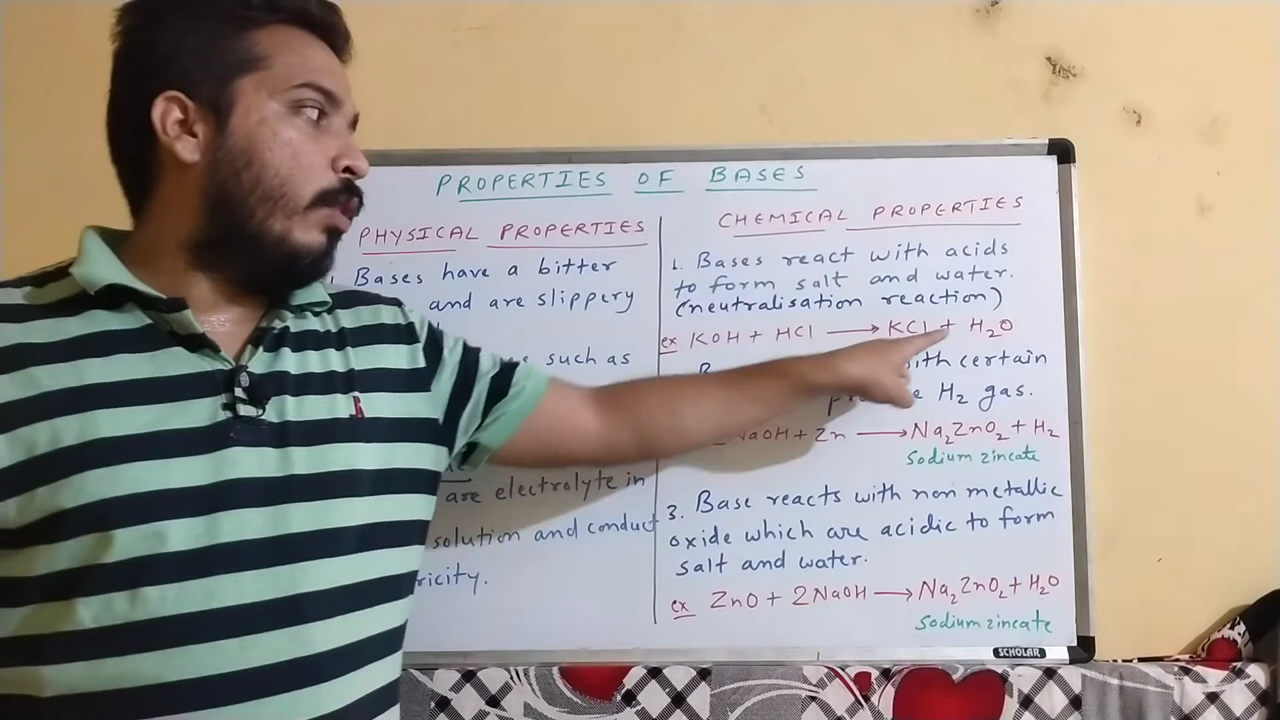 PROPERTIES OF BASES
PHYSICAL PROPERTIES
Bases have a bitter
and are slippery
such as
are electrolyte in
solution and conduct
CHEMICAL PROPERTIES
1. Bases react with acids
to form salt and water.
(neutralisation reaction)
ex KOH + HCl ⟶ KCl + H₂O
with certain
H₂ gas.
NaOH + Zn ⟶ Na₂ZnO₂ + H₂
Sodium zincate
3. Base reacts with non metallic
oxide which are acidic to form
salt and water.
ex ZnO + 2NaOH ⟶ Na₂ZnO₂ + H₂O
Sodium zincate
SCHOLAR